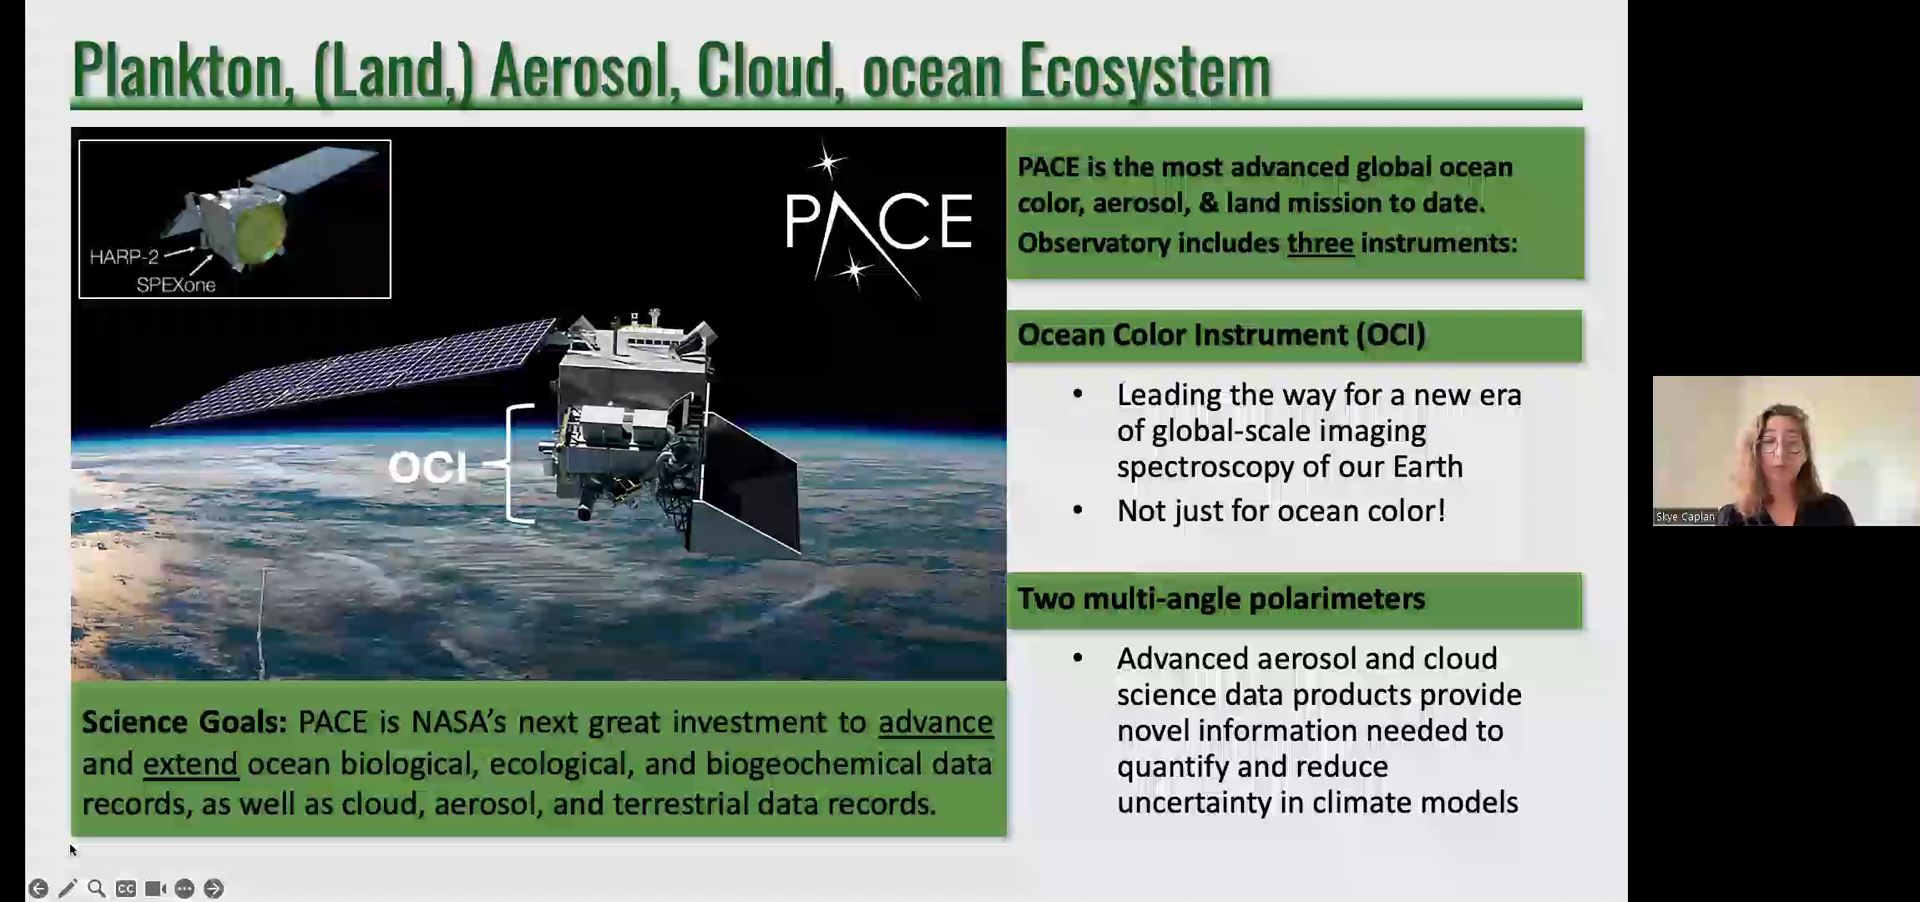 Plankton, (Land,) Aerosol, Cloud, ocean Ecosystem
HARP-2
SPEXone
PACE
OCI
Science Goals: PACE is NASA’s next great investment to advance
and extend ocean biological, ecological, and biogeochemical data
records, as well as cloud, aerosol, and terrestrial data records.
PACE is the most advanced global ocean
color, aerosol, & land mission to date.
Observatory includes three instruments:
Ocean Color Instrument (OCI)
• Leading the way for a new era
of global-scale imaging
spectroscopy of our Earth
• Not just for ocean color!
Two multi-angle polarimeters
• Advanced aerosol and cloud
science data products provide
novel information needed to
quantify and reduce
uncertainty in climate models
CC
Skye Caplan